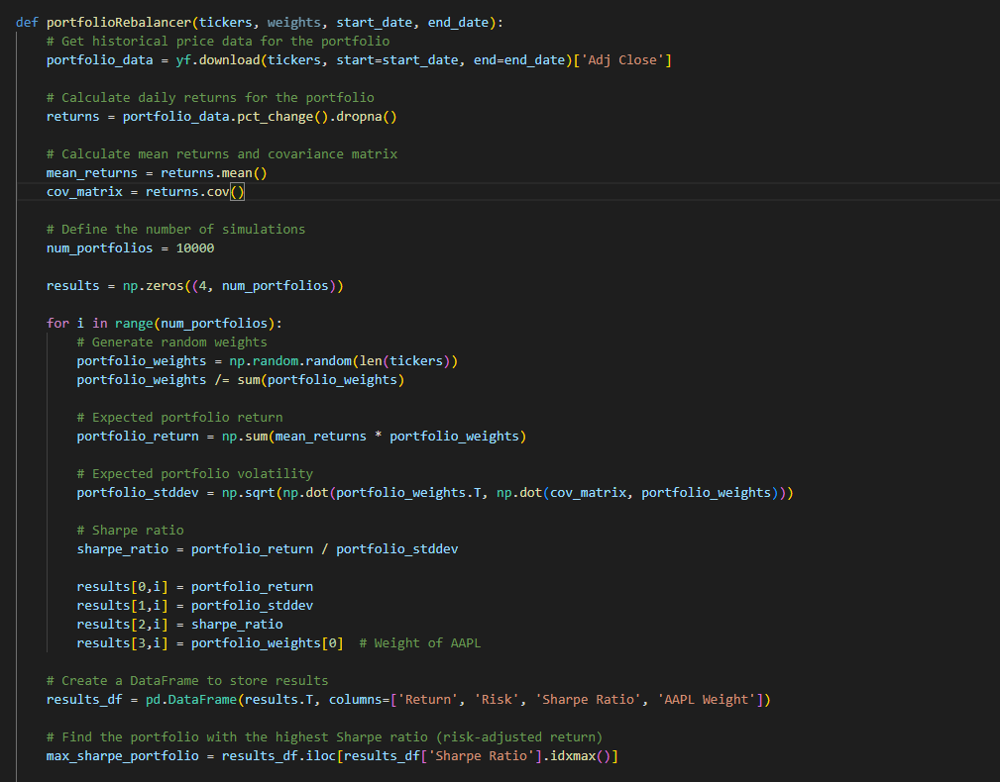 def portfolioRebalancer(tickers, weights, start_date, end_date):
    # Get historical price data for the portfolio
    portfolio_data = yf.download(tickers, start=start_date, end=end_date)['Adj Close']

    # Calculate daily returns for the portfolio
    returns = portfolio_data.pct_change().dropna()

    # Calculate mean returns and covariance matrix
    mean_returns = returns.mean()
    cov_matrix = returns.cov()

    # Define the number of simulations
    num_portfolios = 10000

    results = np.zeros((4, num_portfolios))

    for i in range(num_portfolios):
        # Generate random weights
        portfolio_weights = np.random.random(len(tickers))
        portfolio_weights /= sum(portfolio_weights)

        # Expected portfolio return
        portfolio_return = np.sum(mean_returns * portfolio_weights)

        # Expected portfolio volatility
        portfolio_stddev = np.sqrt(np.dot(portfolio_weights.T, np.dot(cov_matrix, portfolio_weights)))

        # Sharpe ratio
        sharpe_ratio = portfolio_return / portfolio_stddev

        results[0,i] = portfolio_return
        results[1,i] = portfolio_stddev
        results[2,i] = sharpe_ratio
        results[3,i] = portfolio_weights[0]  # Weight of AAPL

    # Create a DataFrame to store results
    results_df = pd.DataFrame(results.T, columns=['Return', 'Risk', 'Sharpe Ratio', 'AAPL Weight'])

    # Find the portfolio with the highest Sharpe ratio (risk-adjusted return)
    max_sharpe_portfolio = results_df.iloc[results_df['Sharpe Ratio'].idxmax()]